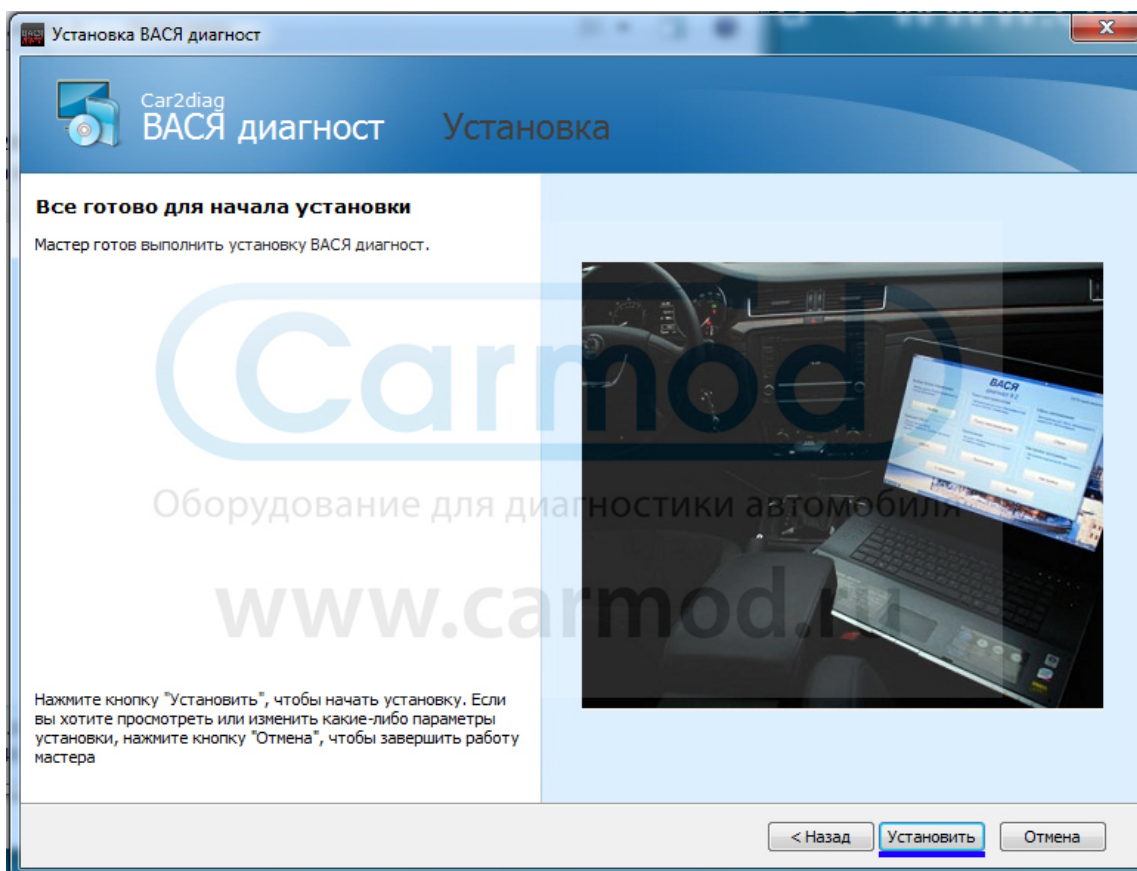 Установка ВАСЯ диагност
Car2diag
ВАСЯ диагност
Установка
Все готово для начала установки
Мастер готов выполнить установку ВАСЯ диагност.
Carmod
Оборудование для диагностики автомобиля
www.carmod.ru
ВАСЯ
Нажмите кнопку "Установить", чтобы начать установку. Если
вы хотите просмотреть или изменить какие-либо параметры
установки, нажмите кнопку "Отмена", чтобы завершить работу
мастера
< Назад
Установить
Отмена